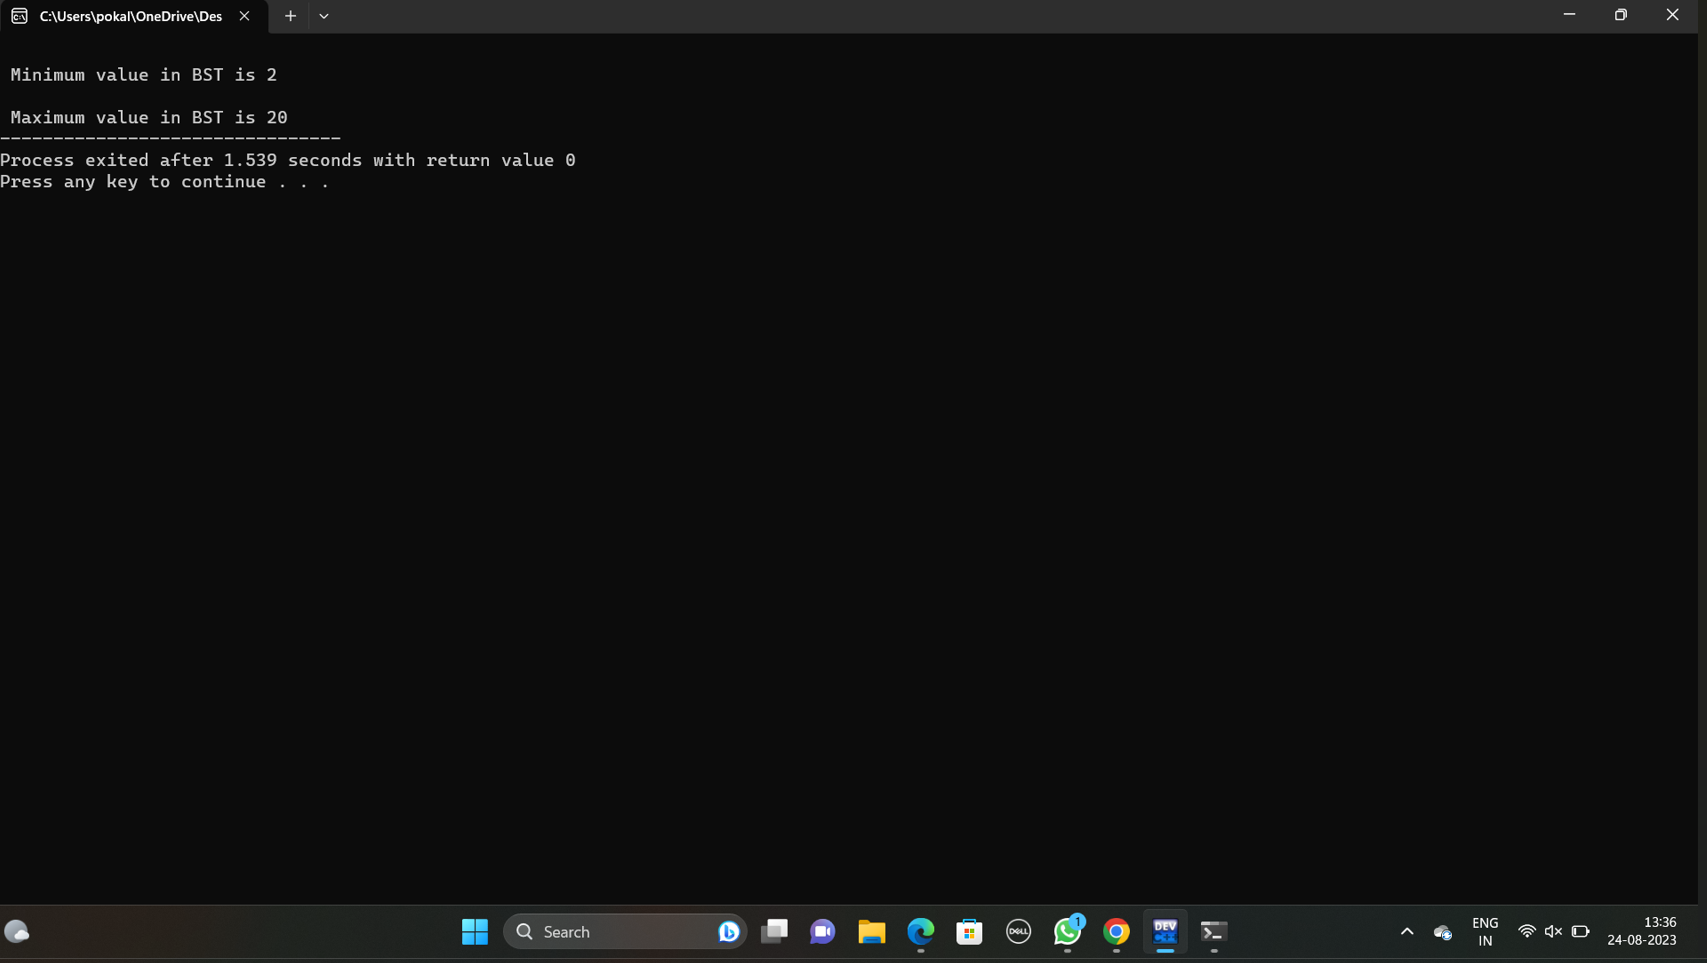 C:\Users\pokal\OneDrive\Des
Minimum value in BST is 2
Maximum value in BST is 20
--------------------------------
Process exited after 1.539 seconds with return value 0
Press any key to continue . . .
Search
DELL
1
DEV
ENG
IN
13:36
24-08-2023